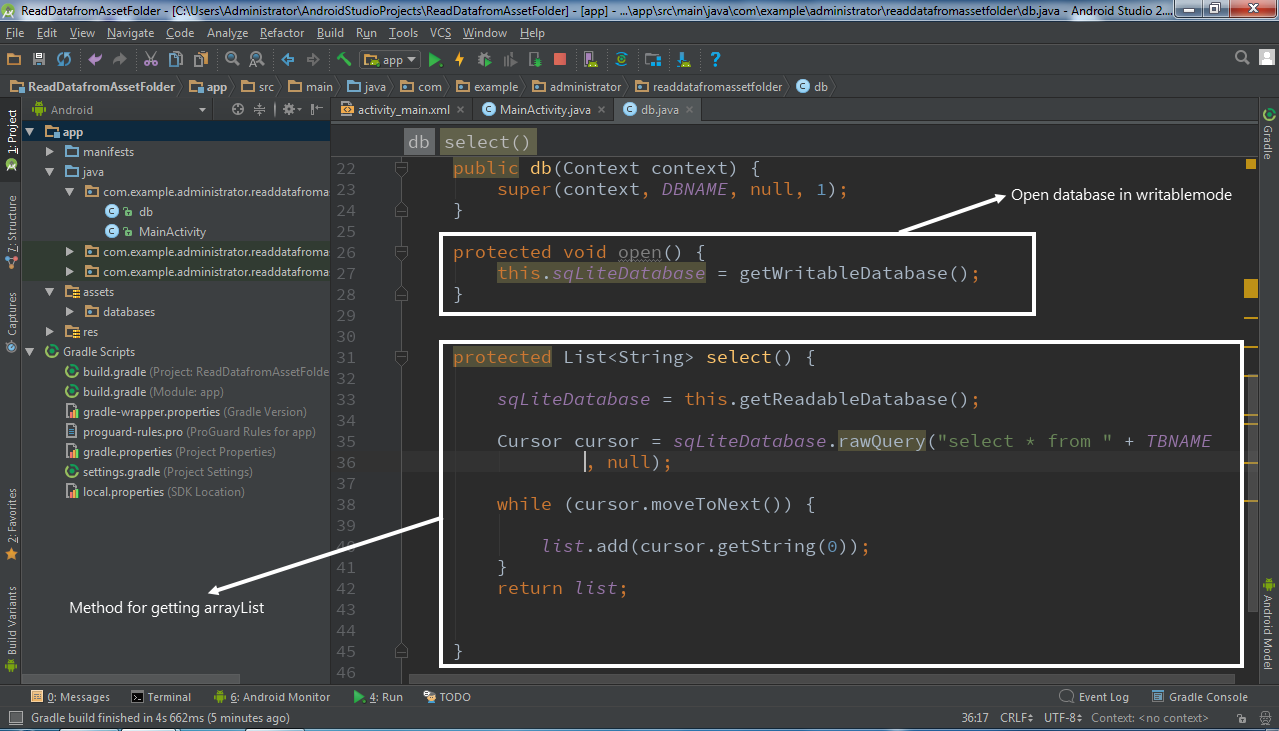 ReadDatafromAssetFolder - [C:\Users\Administrator\AndroidStudioProjects\ReadDatafromAssetFolder] - [app] - ...\app\src\main\java\com\example\administrator\readdatafromassetfolder\db.java - Android Studio 2....
File Edit View Navigate Code Analyze Refactor Build Run Tools VCS Window Help
app
ReadDatafromAssetFolder app src main java com example administrator readdatafromassetfolder db
Android
activity_main.xml MainActivity.java db.java
1: Project
7: Structure
Captures
2: Favorites
Build Variants
app
manifests
java
com.example.administrator.readdatafroma
db
MainActivity
com.example.administrator.readdatafroma
com.example.administrator.readdatafroma
assets
databases
res
Gradle Scripts
build.gradle (Project: ReadDatafromAssetFolde
build.gradle (Module: app)
gradle-wrapper.properties (Gradle Version)
proguard-rules.pro (ProGuard Rules for app)
gradle.properties (Project Properties)
settings.gradle (Project Settings)
local.properties (SDK Location)
Method for getting arrayList
db select()
22 public db(Context context) {
23 super(context, DBNAME, null, 1);
24 }
25
26 protected void open() {
27 this.sqLiteDatabase = getWritableDatabase();
28 }
29
30
31 protected List<String> select() {
32
33 sqLiteDatabase = this.getReadableDatabase();
34
35 Cursor cursor = sqLiteDatabase.rawQuery("select * from " + TBNAME
36 , null);
37
38 while (cursor.moveToNext()) {
39
40 list.add(cursor.getString(0));
41 }
42 return list;
43
44
45 }
46
Open database in writablemode
Gradle
Android Model
0: Messages Terminal 6: Android Monitor 4: Run TODO Event Log Gradle Console
Gradle build finished in 4s 662ms (5 minutes ago) 36:17 CRLF UTF-8 Context: <no context>